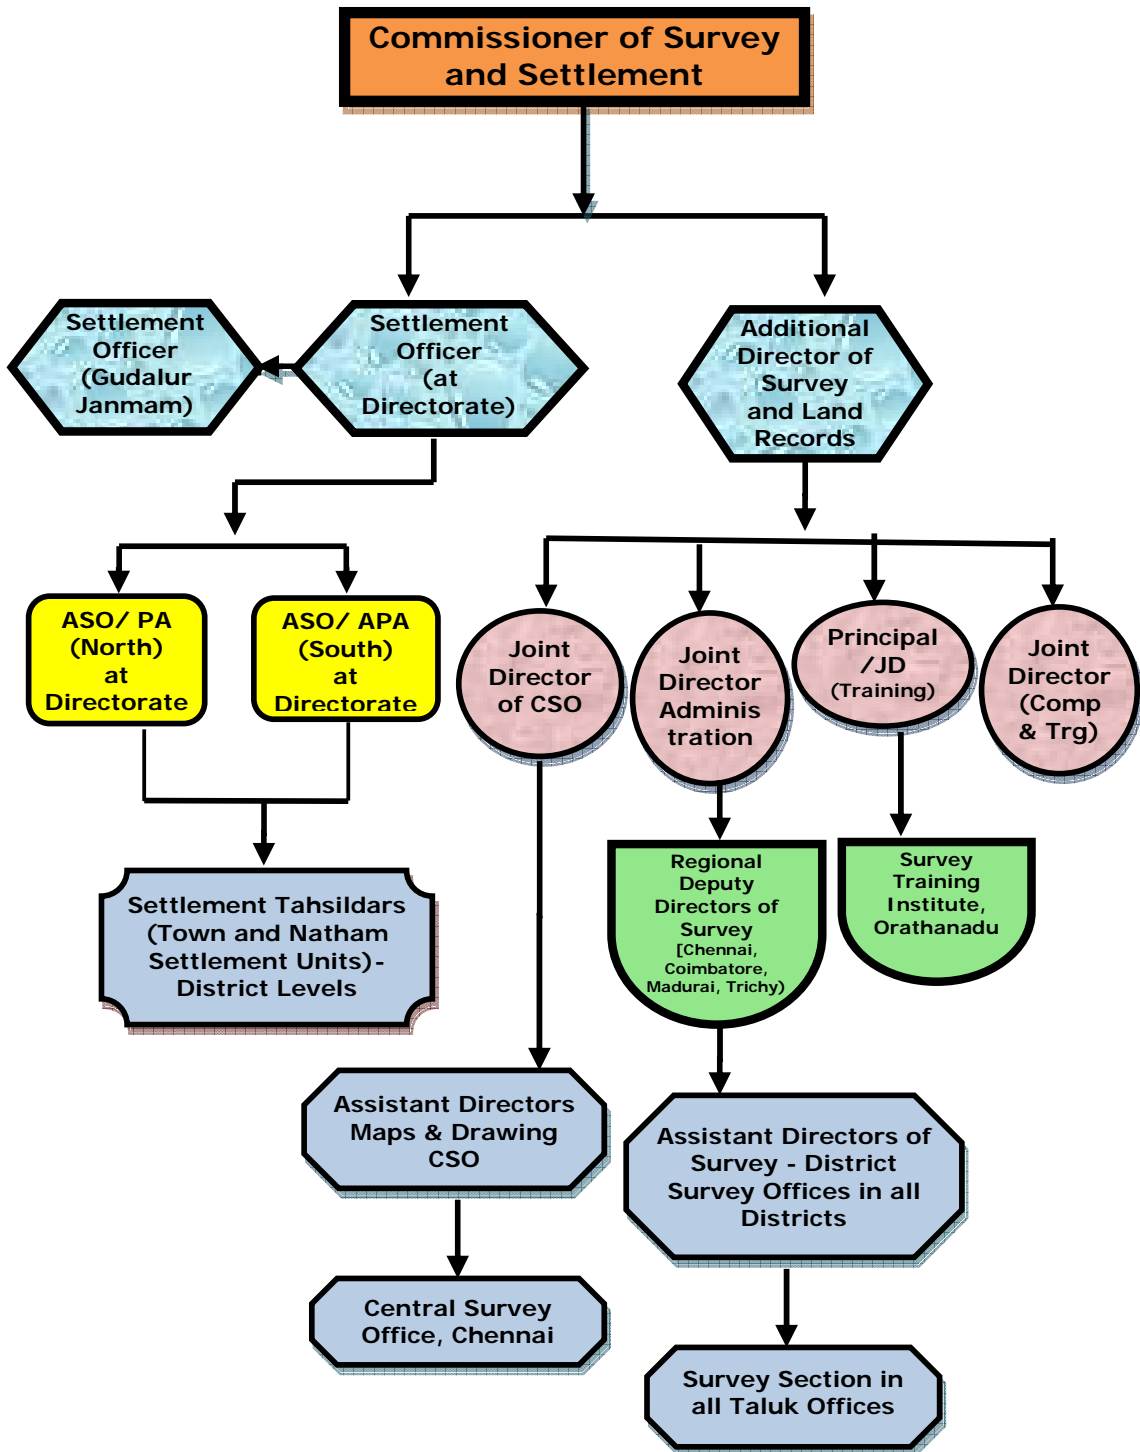 Commissioner of Survey
and Settlement
Settlement
Officer
(Gudalur
Janmam)
Settlement
Officer
(at
Directorate)
Additional
Director of
Survey
and Land
Records
ASO/ PA
(North)
at
Directorate
ASO/ APA
(South)
at
Directorate
Joint
Director
of CSO
Joint
Director
Adminis
tration
Principal
/JD
(Training)
Joint
Director
(Comp
& Trg)
Settlement Tahsildars
(Town and Natham
Settlement Units) -
District Levels
Regional
Deputy
Directors of
Survey
[Chennai,
Coimbatore,
Madurai, Trichy)
Survey
Training
Institute,
Orathanadu
Assistant Directors
Maps & Drawing
CSO
Assistant Directors of
Survey - District
Survey Offices in all
Districts
Central Survey
Office, Chennai
Survey Section in
all Taluk Offices